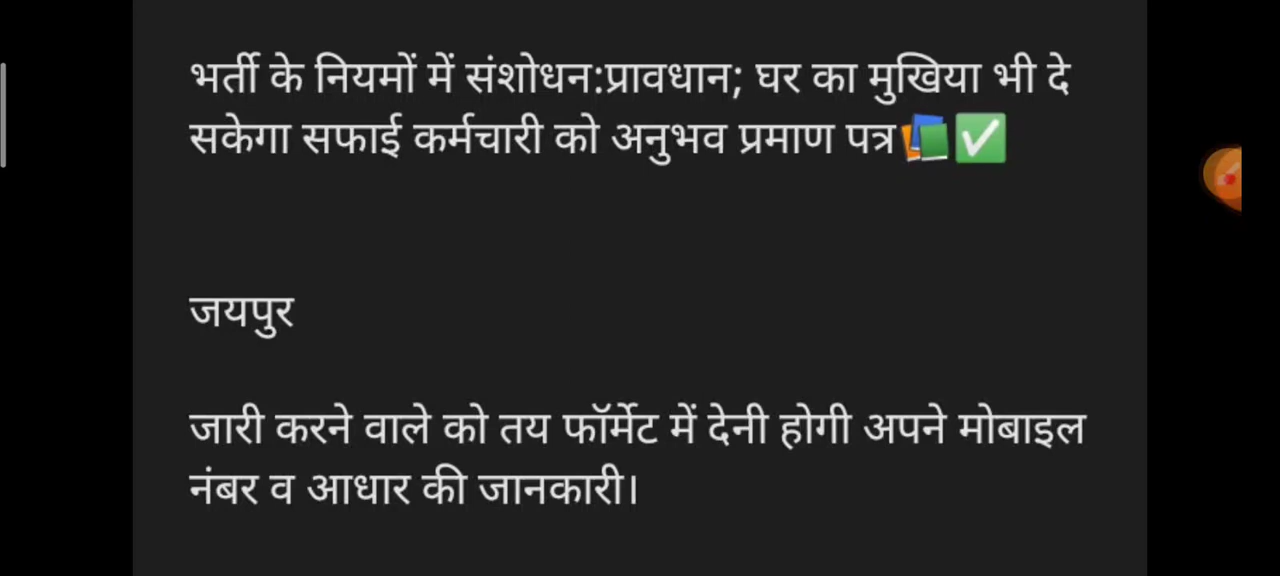 भर्ती के नियमों में संशोधन:प्रावधान; घर का मुखिया भी दे
सकेगा सफाई कर्मचारी को अनुभव प्रमाण पत्र📚✅
जयपुर
जारी करने वाले को तय फॉर्मेट में देनी होगी अपने मोबाइल
नंबर व आधार की जानकारी।